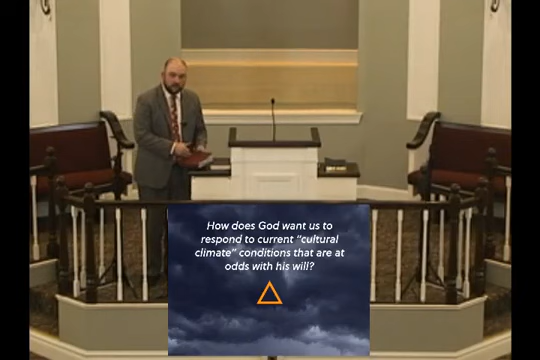 How does God want us to
respond to current "cultural
climate" conditions that are at
odds with his will?